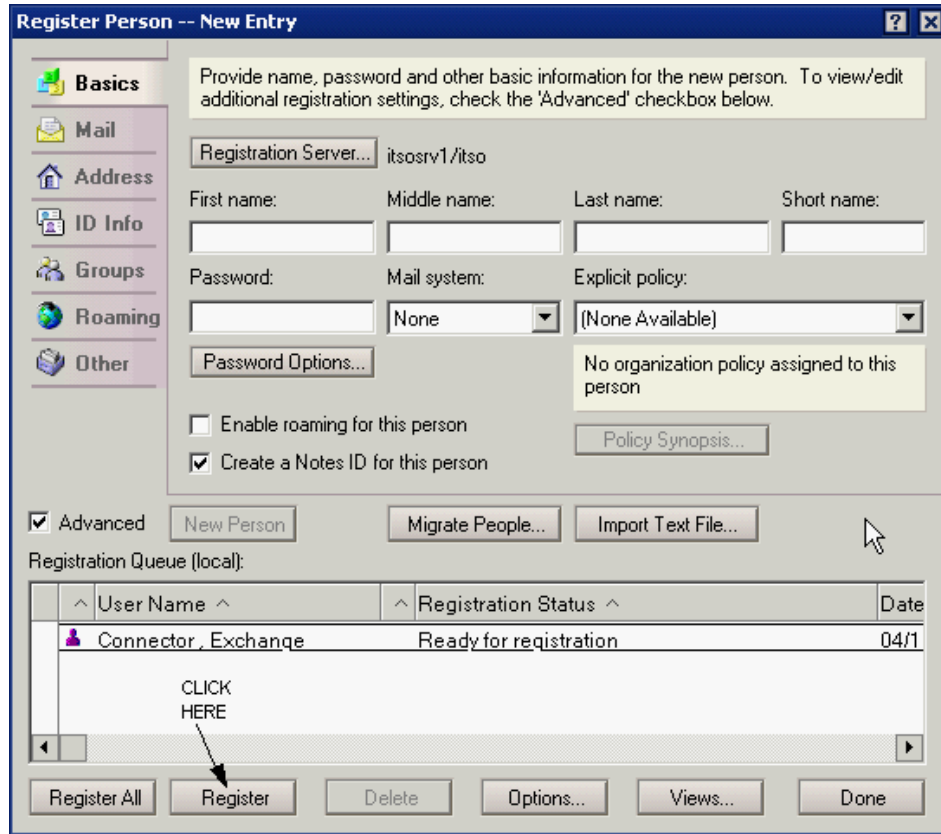 Register Person -- New Entry
Basics
Mail
Address
ID Info
Groups
Roaming
Other
Provide name, password and other basic information for the new person. To view/edit
additional registration settings, check the 'Advanced' checkbox below.
Registration Server... itsosrv1/itso
First name: Middle name: Last name: Short name:
Password: Mail system: Explicit policy:
None (None Available)
Password Options... No organization policy assigned to this
person
Enable roaming for this person
Policy Synopsis...
Create a Notes ID for this person
Advanced New Person Migrate People... Import Text File...
Registration Queue (local):
User Name Registration Status Date
Connector, Exchange Ready for registration 04/1
CLICK
HERE
Register All Register Delete Options... Views... Done